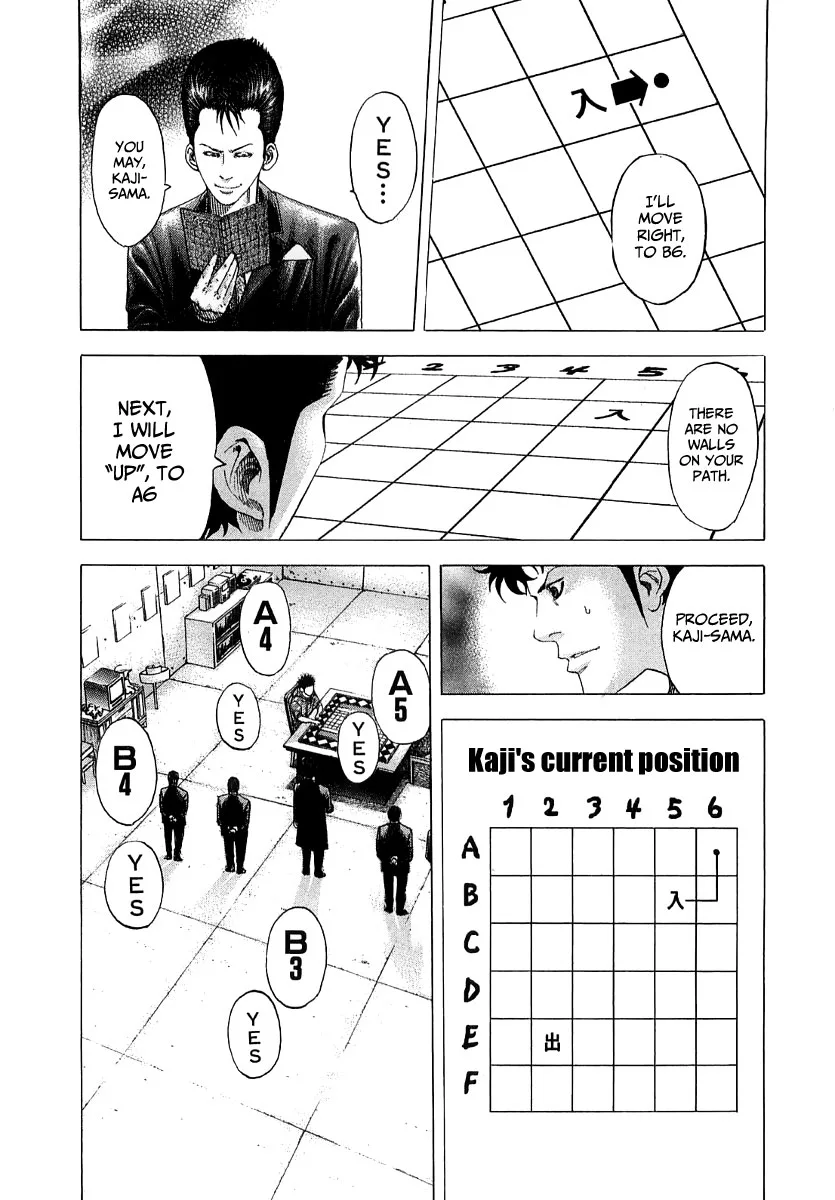 入
I'LL
MOVE
RIGHT,
TO B6.
YES...
YOU
MAY,
KAJI-
SAMA.
2 3 4 5 6
入
THERE
ARE NO
WALLS
ON YOUR
PATH.
NEXT,
I WILL
MOVE
"UP", TO
A6
PROCEED,
KAJI-SAMA.
A
5
YES
A
4
YES
B
4
YES
B
3
YES
Kaji's current position
1 2 3 4 5 6
A
B 入
C
D
E 出
F